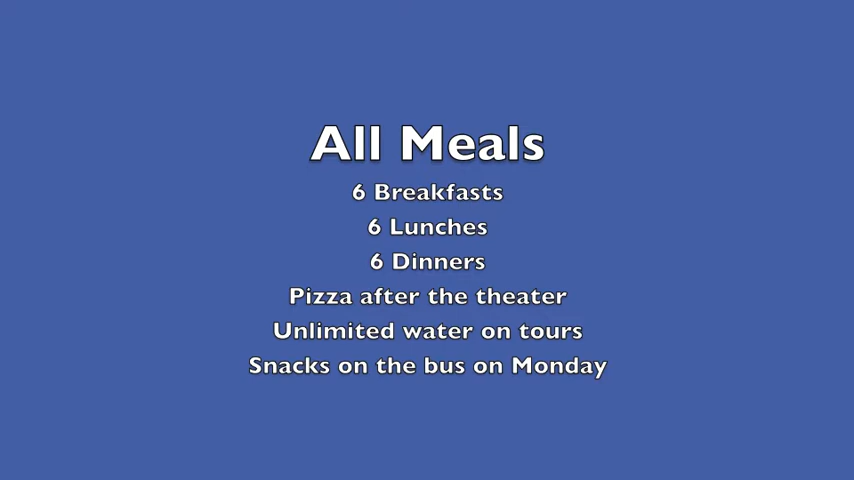 All Meals
6 Breakfasts
6 Lunches
6 Dinners
Pizza after the theater
Unlimited water on tours
Snacks on the bus on Monday